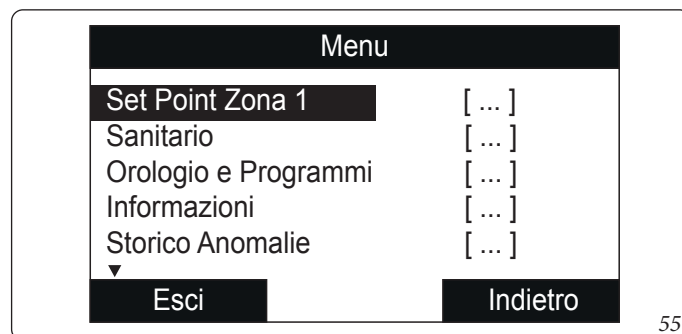 Menu
Set Point Zona 1 [ ... ]
Sanitario [ ... ]
Orologio e Programmi [ ... ]
Informazioni [ ... ]
Storico Anomalie [ ... ]
▼
Esci Indietro
55